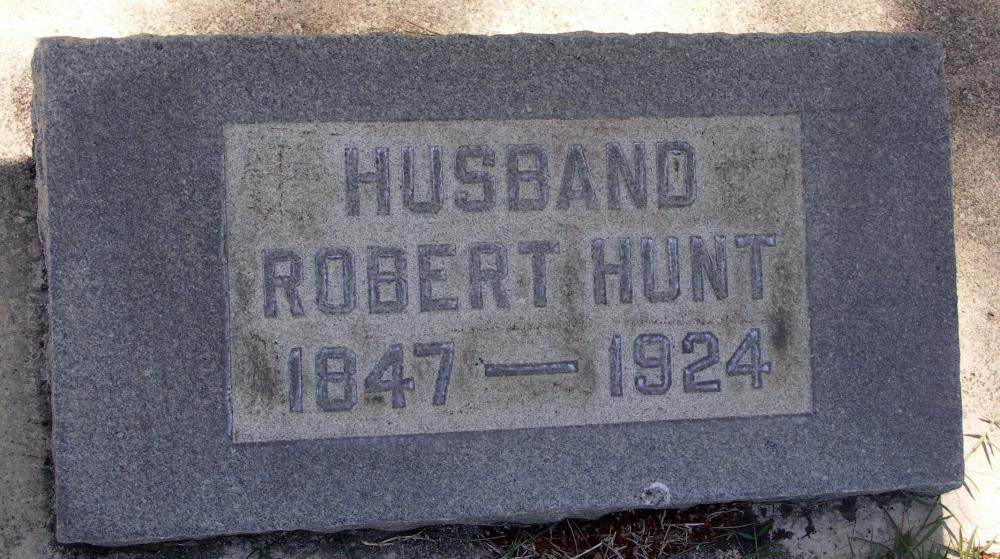 HUSBAND
ROBERT HUNT
1847 — 1924